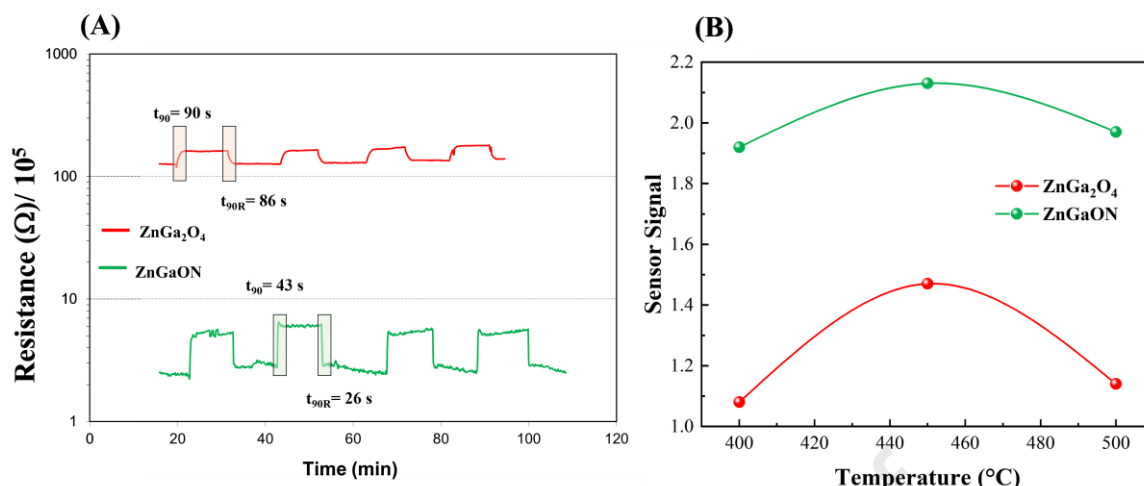 (A)
1000
100
10
1
0
20
40
60
80
100
120
Resistance (Ω)/ 10⁵
Time (min)
t₉₀= 90 s
t₉₀R= 86 s
ZnGa₂O₄
ZnGaON
t₉₀= 43 s
t₉₀R= 26 s
(B)
2.2
2.0
1.8
1.6
1.4
1.2
1.0
400
420
440
460
480
500
Sensor Signal
Temperature (°C)
ZnGa₂O₄
ZnGaON